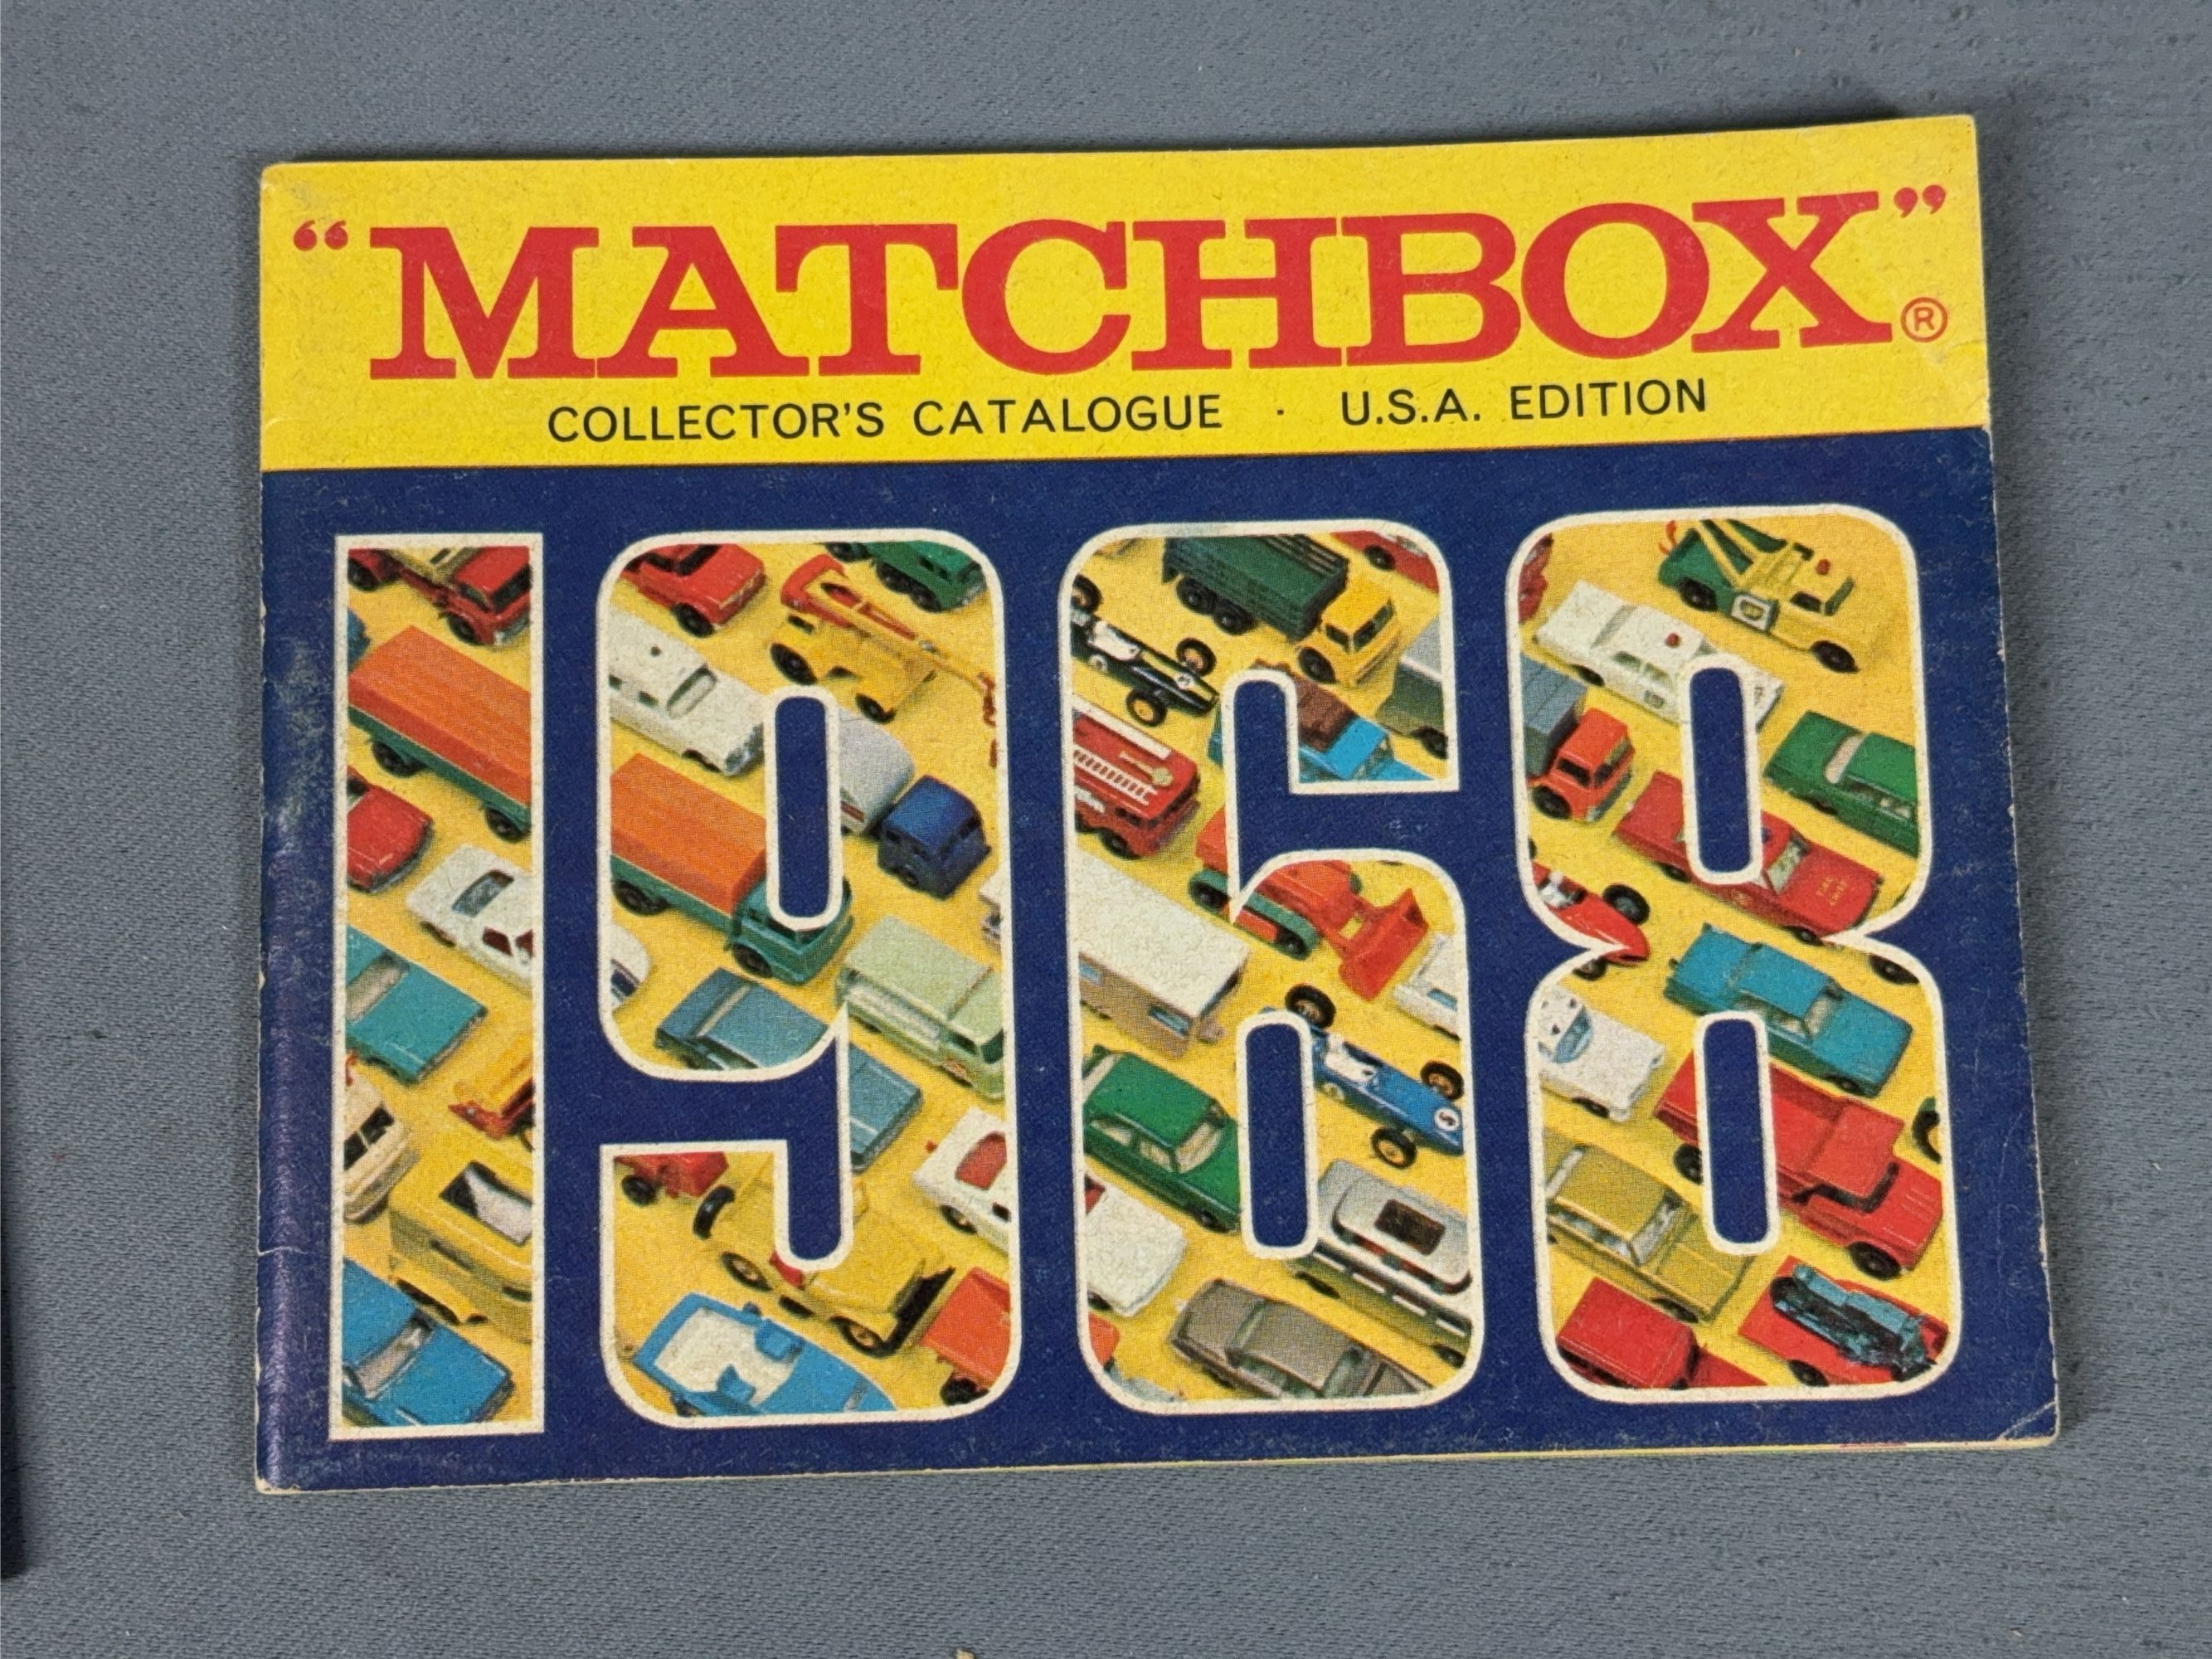 “MATCHBOX”®
COLLECTOR'S CATALOGUE · U.S.A. EDITION
1968